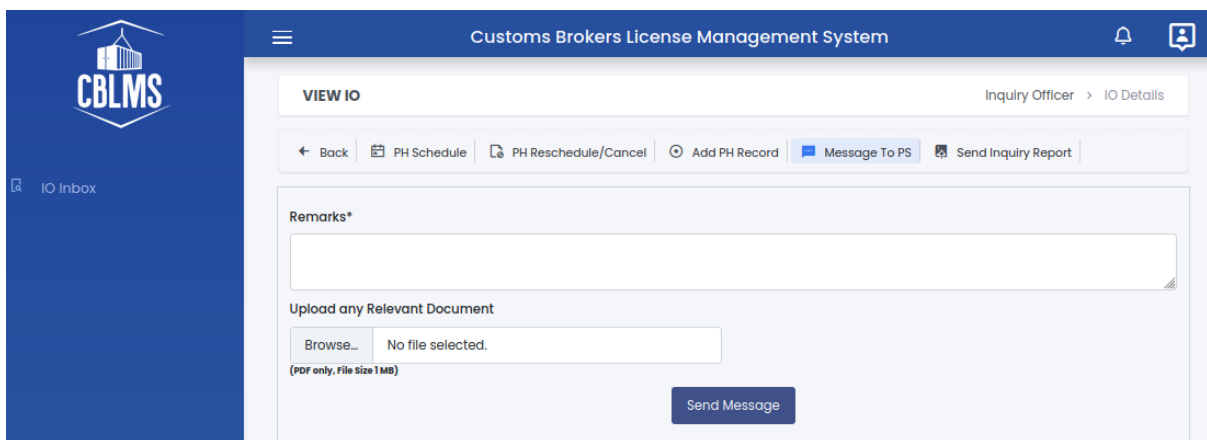 CBLMS
Customs Brokers License Management System
VIEW IO
Inquiry Officer > IO Details
Back PH Schedule PH Reschedule/Cancel Add PH Record Message To PS Send Inquiry Report
IO Inbox
Remarks*
Upload any Relevant Document
Browse... No file selected.
(PDF only, File Size 1 MB)
Send Message